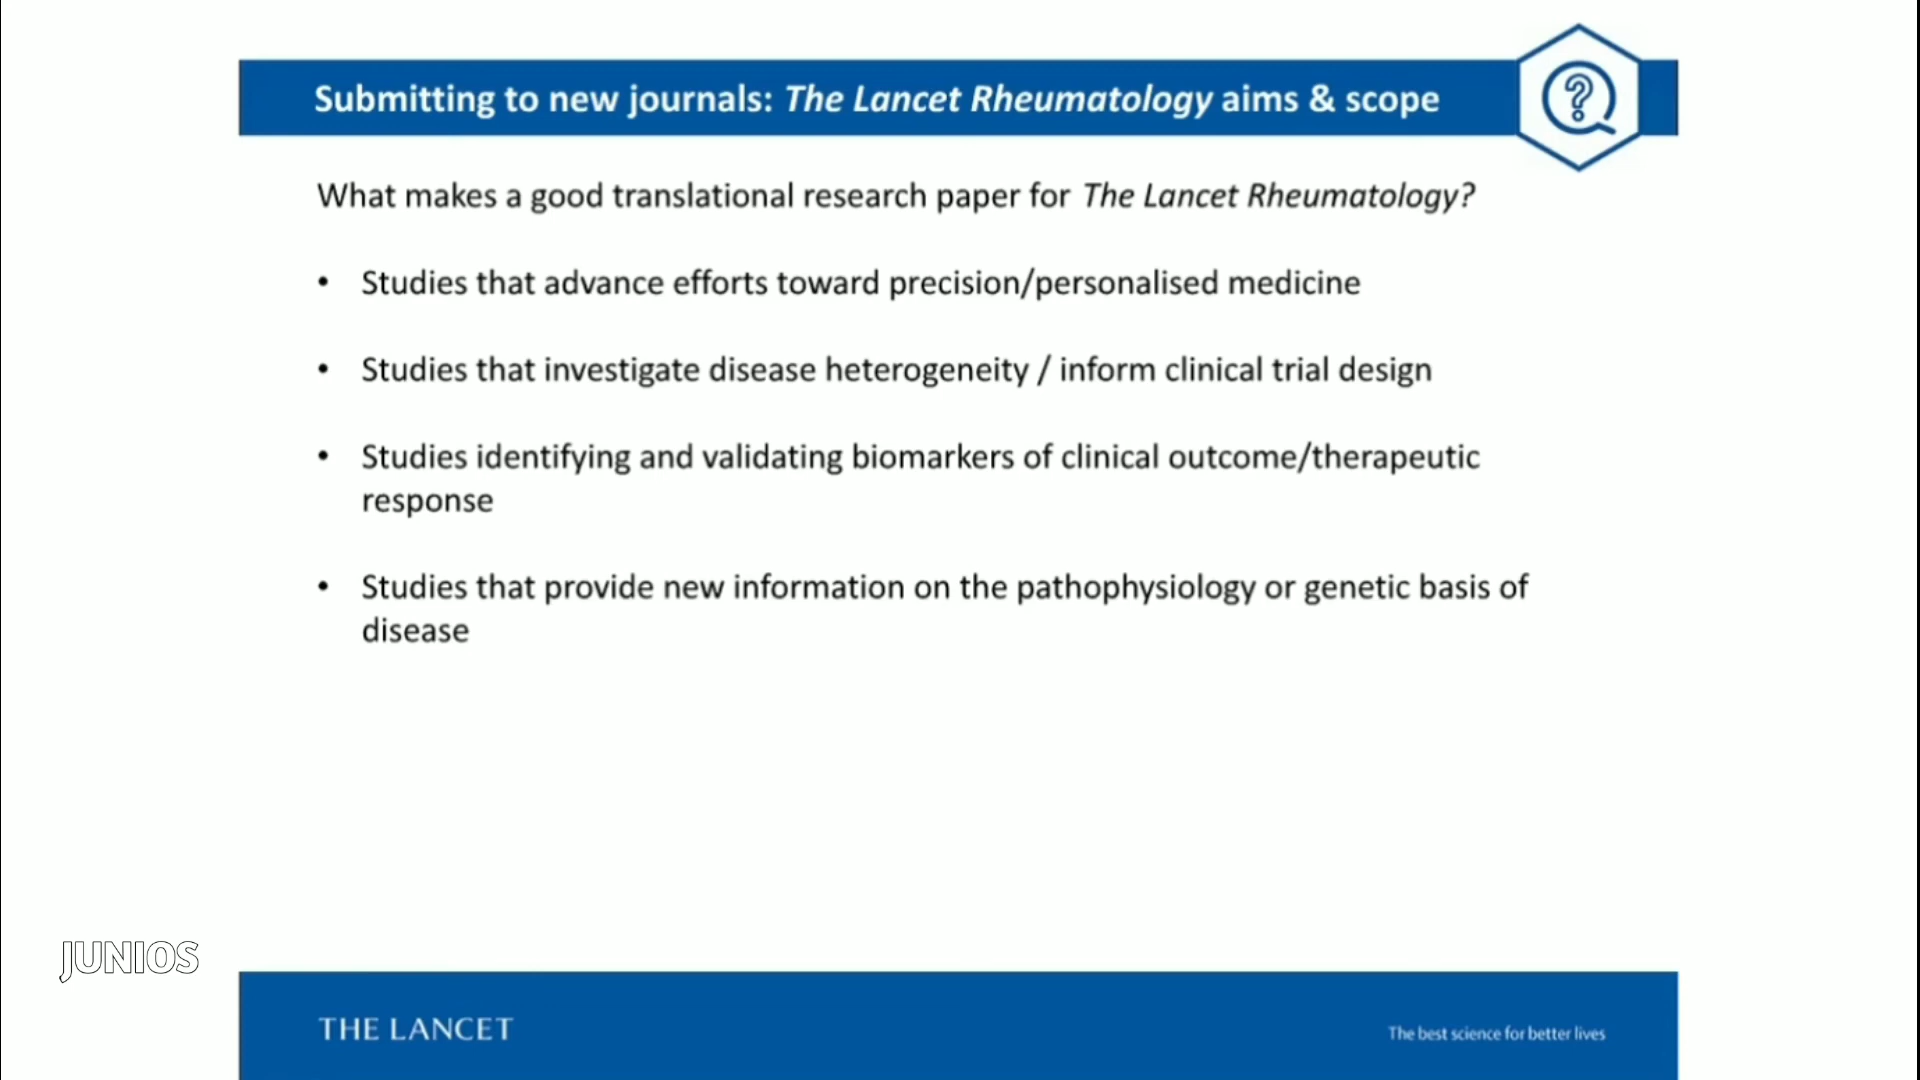 Submitting to new journals: The Lancet Rheumatology aims & scope
What makes a good translational research paper for The Lancet Rheumatology?
• Studies that advance efforts toward precision/personalised medicine
• Studies that investigate disease heterogeneity / inform clinical trial design
• Studies identifying and validating biomarkers of clinical outcome/therapeutic
response
• Studies that provide new information on the pathophysiology or genetic basis of
disease
JUNIOS
THE LANCET
The best science for better lives